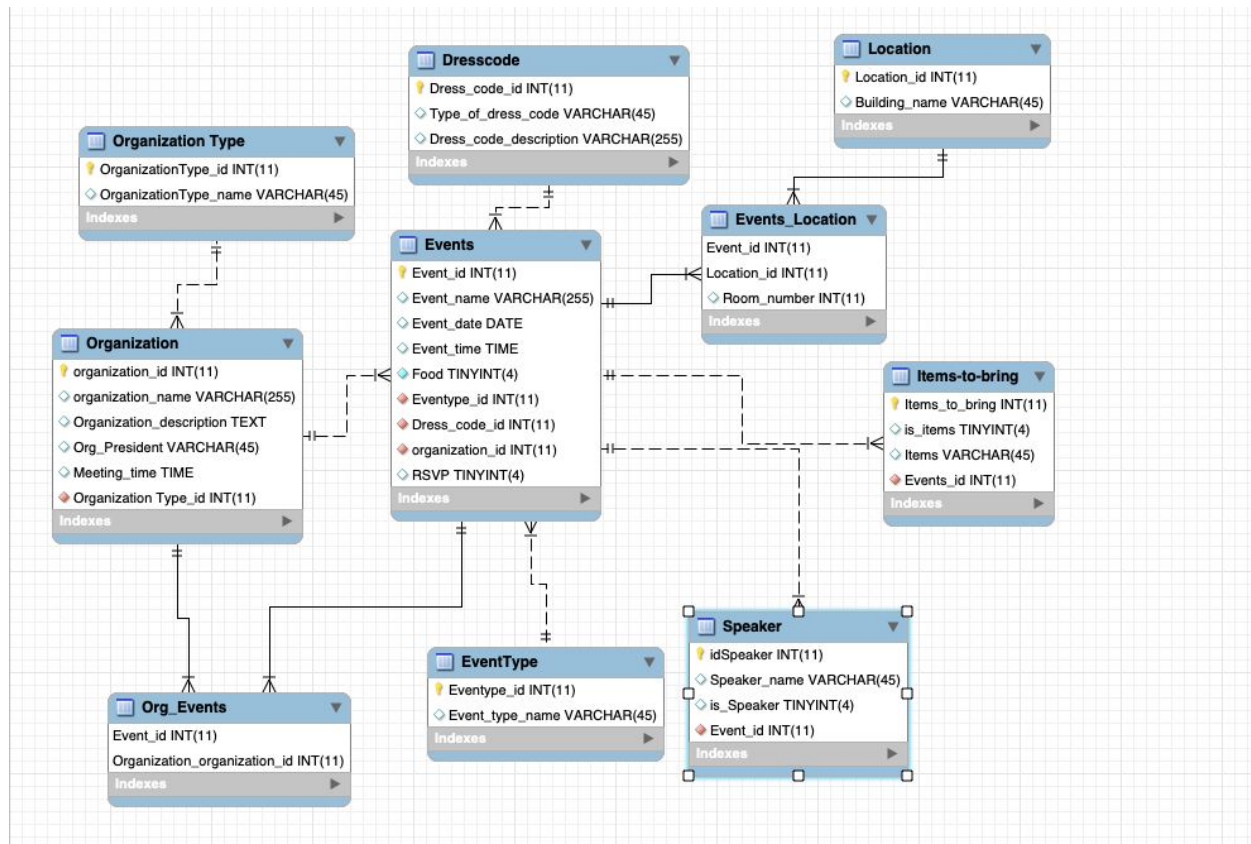 Dresscode
Dress_code_id INT(11)
Type_of_dress_code VARCHAR(45)
Dress_code_description VARCHAR(255)
Indexes
Location
Location_id INT(11)
Building_name VARCHAR(45)
Indexes
Organization Type
OrganizationType_id INT(11)
OrganizationType_name VARCHAR(45)
Indexes
Events_Location
Event_id INT(11)
Location_id INT(11)
Room_number INT(11)
Indexes
Events
Event_id INT(11)
Event_name VARCHAR(255)
Event_date DATE
Event_time TIME
Food TINYINT(4)
Eventype_id INT(11)
Dress_code_id INT(11)
organization_id INT(11)
RSVP TINYINT(4)
Indexes
Organization
organization_id INT(11)
organization_name VARCHAR(255)
Organization_description TEXT
Org_President VARCHAR(45)
Meeting_time TIME
Organization Type_id INT(11)
Indexes
Items-to-bring
Items_to_bring INT(11)
is_items TINYINT(4)
Items VARCHAR(45)
Events_id INT(11)
Indexes
Speaker
idSpeaker INT(11)
Speaker_name VARCHAR(45)
is_Speaker TINYINT(4)
Event_id INT(11)
Indexes
EventType
Eventype_id INT(11)
Event_type_name VARCHAR(45)
Indexes
Org_Events
Event_id INT(11)
Organization_organization_id INT(11)
Indexes